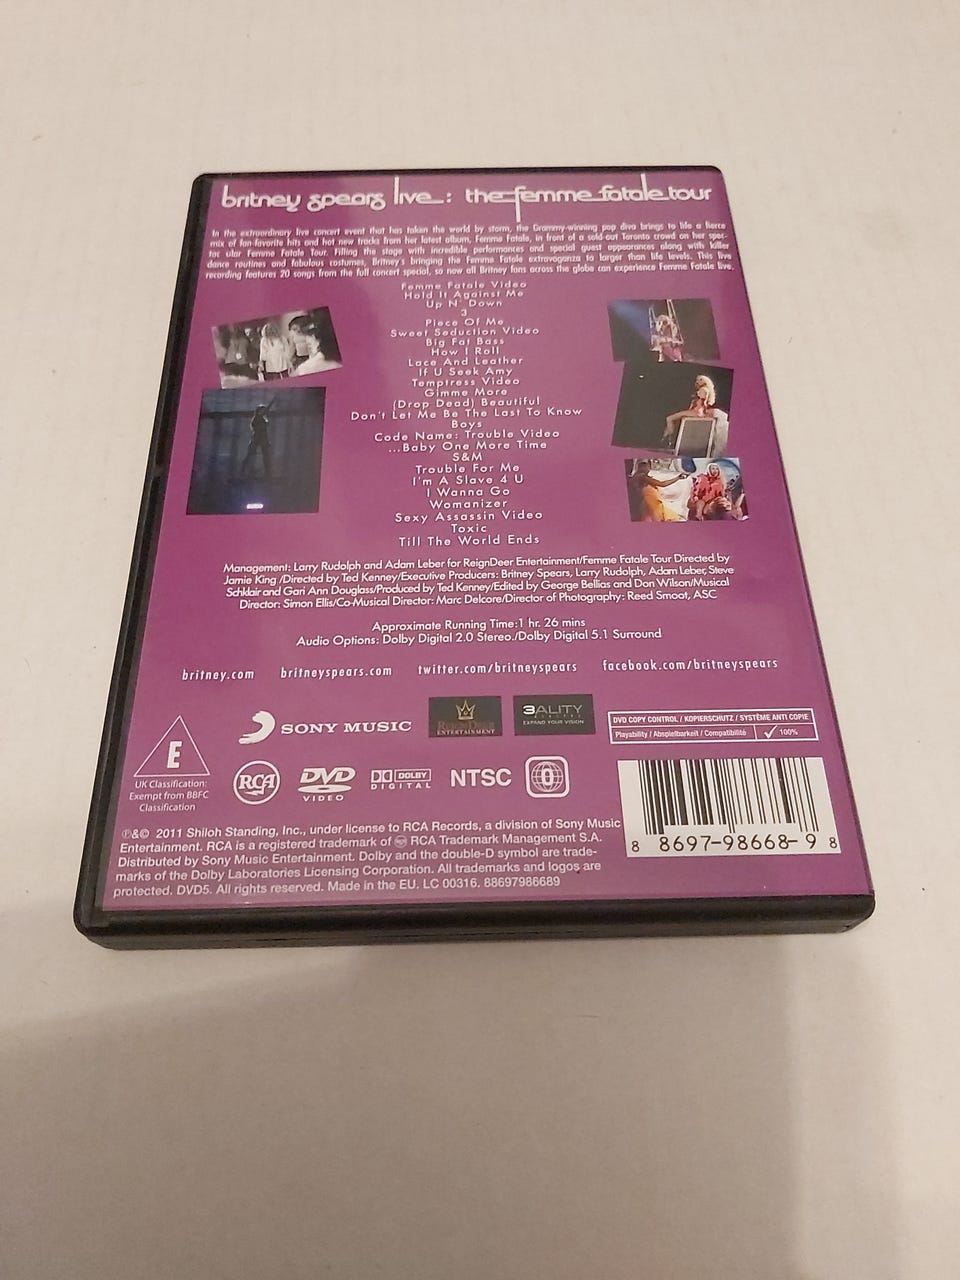 britney spears live : the femme fatale tour
In the extraordinary live concert event that has taken the world by storm, the Grammy-winning pop diva brings to life a fierce
mix of fan-favorite hits and hot new tracks from her latest album, Femme Fatale, in front of a sold-out Toronto crowd on her spec-
tac ular Femme Fatale Tour. Filling the stage with incredible performances and special guest appearances along with killer
dance routines and fabulous costumes, Britney's bringing the Femme Fatale extravaganza to larger than life levels. This live
recording features 20 songs from the full concert special, so now all Britney fans across the globe can experience Femme Fatale live.
Femme Fatale Video
Hold It Against Me
Up N' Down
3
Piece Of Me
Sweet Seduction Video
Big Fat Bass
How I Roll
Lace And Leather
If U Seek Amy
Temptress Video
Gimme More
(Drop Dead) Beautiful
Don't Let Me Be The Last To Know
Boys
Code Name: Trouble Video
...Baby One More Time
S&M
Trouble For Me
I'm A Slave 4 U
I Wanna Go
Womanizer
Sexy Assassin Video
Toxic
Till The World Ends
Management: Larry Rudolph and Adam Leber for ReignDeer Entertainment/Femme Fatale Tour Directed by
Jamie King /Directed by Ted Kenney/Executive Producers: Britney Spears, Larry Rudolph, Adam Leber, Steve
Schklair and Gari Ann Douglass/Produced by Ted Kenney/Edited by George Bellias and Don Wilson/Musical
Director: Simon Ellis/Co-Musical Director: Marc Delcore/Director of Photography: Reed Smoot, ASC
Approximate Running Time:1 hr. 26 mins
Audio Options: Dolby Digital 2.0 Stereo./Dolby Digital 5.1 Surround
britney.com britneyspears.com twitter.com/britneyspears facebook.com/britneyspears
E
UK Classification:
Exempt from BBFC
Classification
SONY MUSIC
REIGNDEER
ENTERTAINMENT
3ALITY
DIGITAL
EXPAND YOUR VISION
DVD COPY CONTROL / KOPIERSCHUTZ / SYSTÈME ANTI COPIE
Playability / Abspielbarkeit / Compatibilité 100%
RCA
DVD
VIDEO
DOLBY
DIGITAL
NTSC
0
8 8697-98668-9 8
℗&© 2011 Shiloh Standing, Inc., under license to RCA Records, a division of Sony Music
Entertainment. RCA is a registered trademark of RCA Trademark Management S.A.
Distributed by Sony Music Entertainment. Dolby and the double-D symbol are trade-
marks of the Dolby Laboratories Licensing Corporation. All trademarks and logos are
protected. DVD5. All rights reserved. Made in the EU. LC 00316. 88697986689